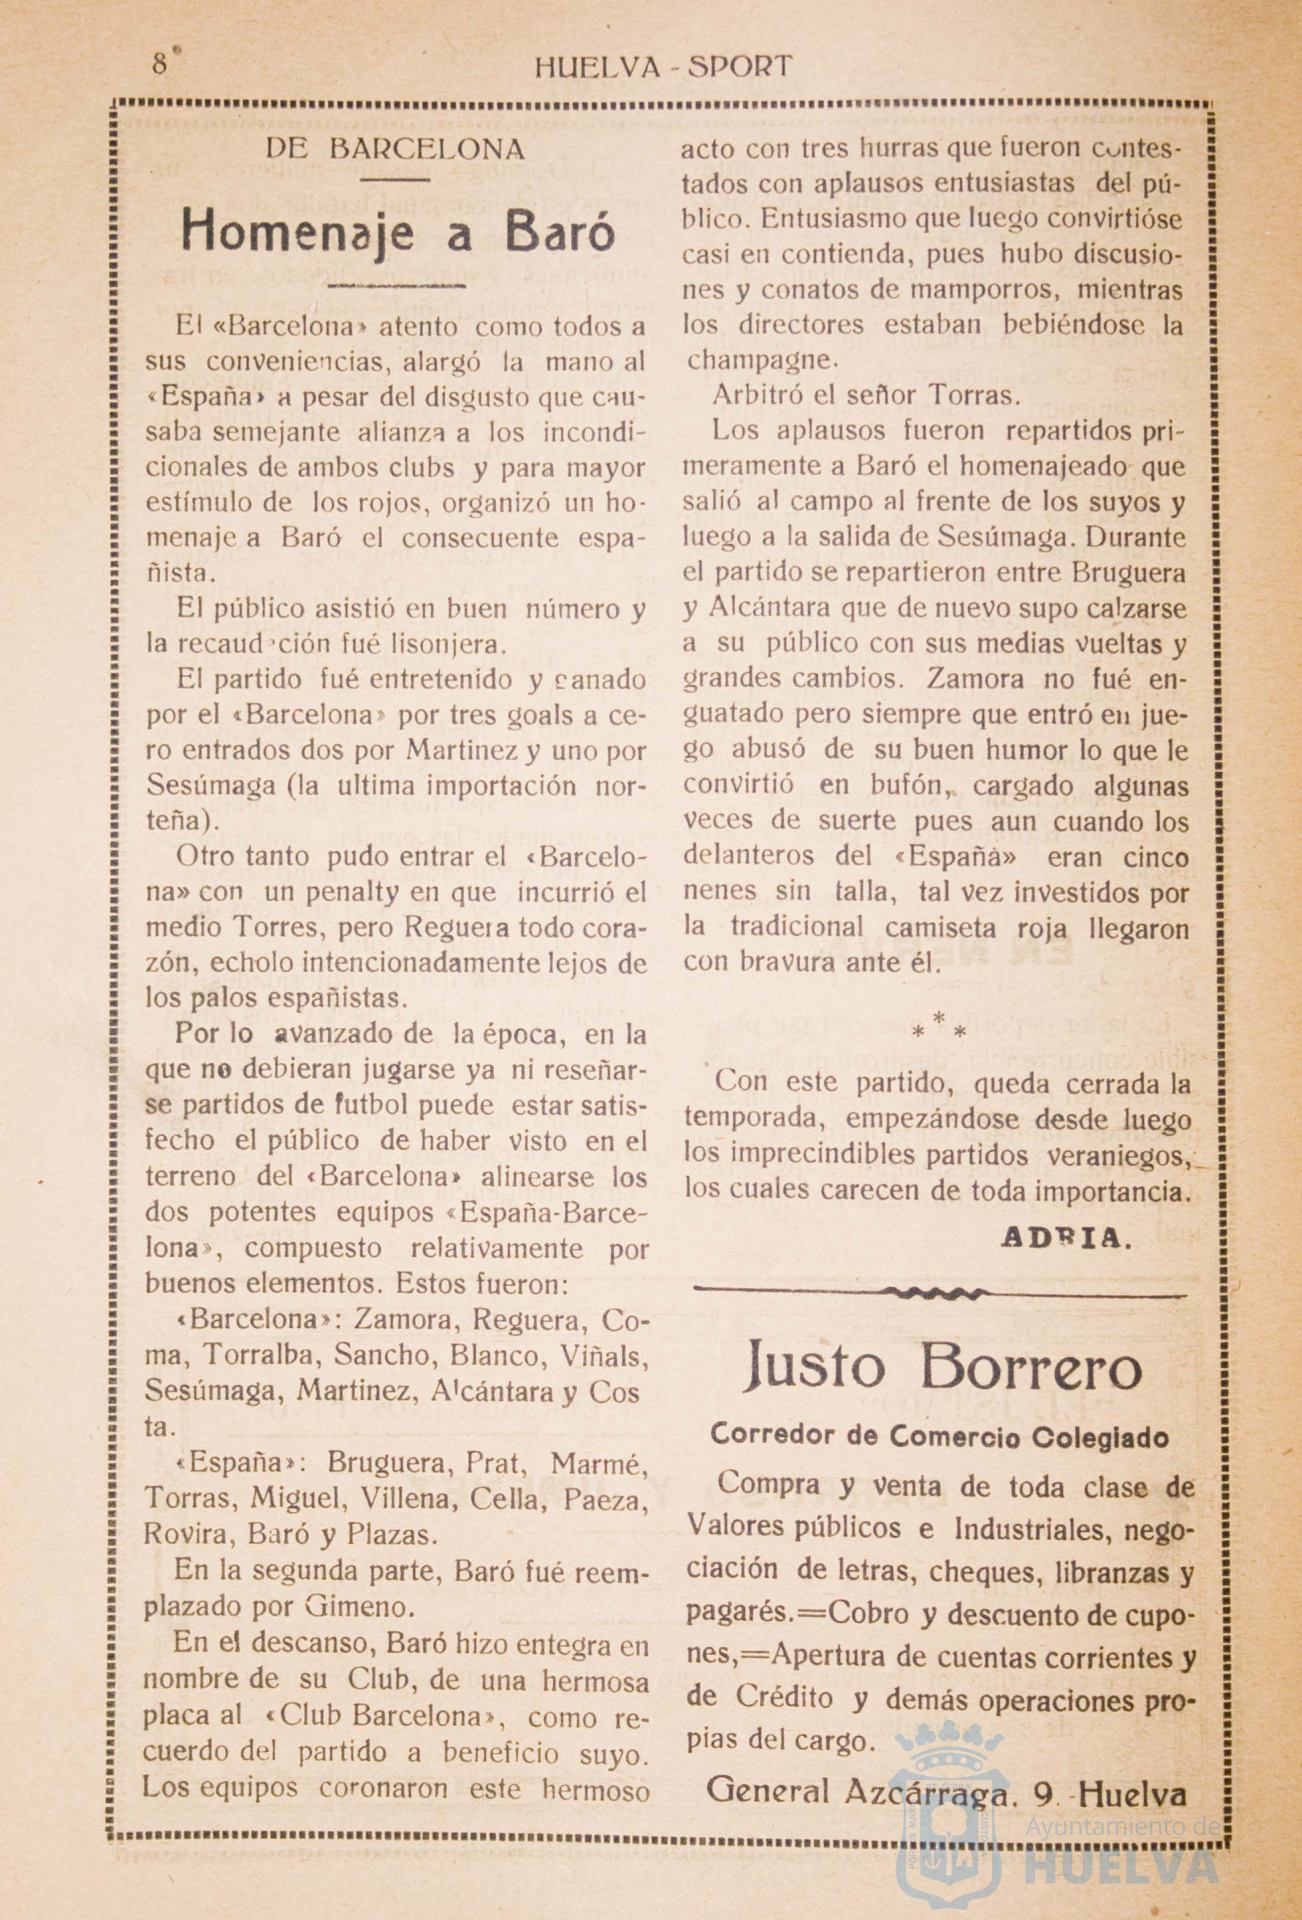 8
HUELVA - SPORT
DE BARCELONA
Homenaje a Baró
El «Barcelona» atento como todos a
sus conveniencias, alargó la mano al
«España» a pesar del disgusto que cau-
saba semejante alianza a los incondi-
cionales de ambos clubs y para mayor
estímulo de los rojos, organizó un ho-
menaje a Baró el consecuente espa-
ñista.
El público asistió en buen número y
la recaudación fué lisonjera.
El partido fué entretenido y ganado
por el «Barcelona» por tres goals a ce-
ro entrados dos por Martinez y uno por
Sesúmaga (la ultima importación nor-
teña).
Otro tanto pudo entrar el «Barcelo-
na» con un penalty en que incurrió el
medio Torres, pero Reguera todo cora-
zón, echolo intencionadamente lejos de
los palos españistas.
Por lo avanzado de la época, en la
que no debieran jugarse ya ni reseñar-
se partidos de futbol puede estar satis-
fecho el público de haber visto en el
terreno del «Barcelona» alinearse los
dos potentes equipos «España-Barce-
lona», compuesto relativamente por
buenos elementos. Estos fueron:
«Barcelona»: Zamora, Reguera, Co-
ma, Torralba, Sancho, Blanco, Viñals,
Sesúmaga, Martinez, Alcántara y Cos
ta.
«España»: Bruguera, Prat, Marmé,
Torras, Miguel, Villena, Cella, Paeza,
Rovira, Baró y Plazas.
En la segunda parte, Baró fué reem-
plazado por Gimeno.
En el descanso, Baró hizo entegra en
nombre de su Club, de una hermosa
placa al «Club Barcelona», como re-
cuerdo del partido a beneficio suyo.
Los equipos coronaron este hermoso
acto con tres hurras que fueron contes-
tados con aplausos entusiastas del pú-
blico. Entusiasmo que luego convirtióse
casi en contienda, pues hubo discusio-
nes y conatos de mamporros, mientras
los directores estaban bebiéndose la
champagne.
Arbitró el señor Torras.
Los aplausos fueron repartidos pri-
meramente a Baró el homenajeado que
salió al campo al frente de los suyos y
luego a la salida de Sesúmaga. Durante
el partido se repartieron entre Bruguera
y Alcántara que de nuevo supo calzarse
a su público con sus medias vueltas y
grandes cambios. Zamora no fué en-
guatado pero siempre que entró en jue-
go abusó de su buen humor lo que le
convirtió en bufón, cargado algunas
veces de suerte pues aun cuando los
delanteros del «España» eran cinco
nenes sin talla, tal vez investidos por
la tradicional camiseta roja llegaron
con bravura ante él.
* * *
Con este partido, queda cerrada la
temporada, empezándose desde luego
los imprecindibles partidos veraniegos,
los cuales carecen de toda importancia.
ADRIA.
Justo Borrero
Corredor de Comercio Colegiado
Compra y venta de toda clase de
Valores públicos e Industriales, nego-
ciación de letras, cheques, libranzas y
pagarés.=Cobro y descuento de cupo-
nes,=Apertura de cuentas corrientes y
de Crédito y demás operaciones pro-
pias del cargo.
General Azcárraga. 9. - Huelva
Ayuntamiento de
HUELVA